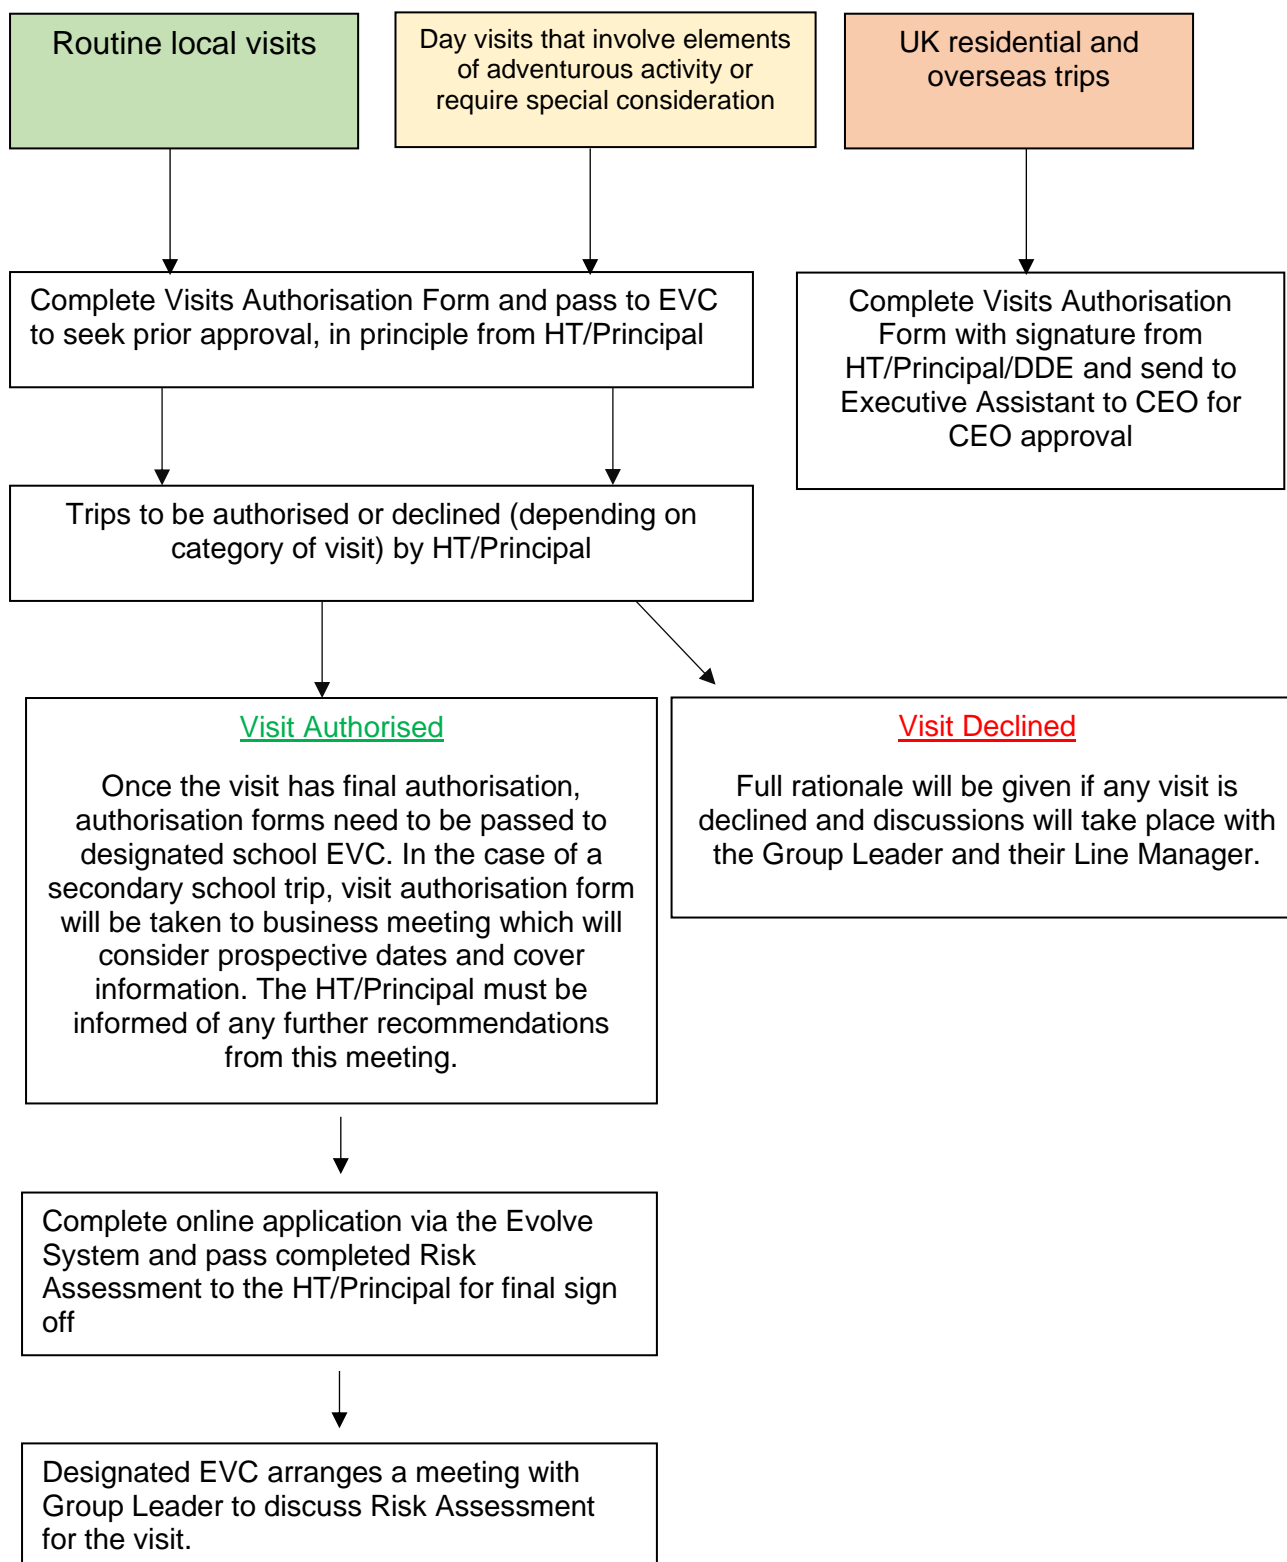 Routine local visits
Day visits that involve elements
of adventurous activity or
require special consideration
UK residential and
overseas trips
Complete Visits Authorisation Form and pass to EVC
to seek prior approval, in principle from HT/Principal
Complete Visits Authorisation
Form with signature from
HT/Principal/DDE and send to
Executive Assistant to CEO for
CEO approval
Trips to be authorised or declined (depending on
category of visit) by HT/Principal
Visit Authorised
Once the visit has final authorisation,
authorisation forms need to be passed to
designated school EVC. In the case of a
secondary school trip, visit authorisation form
will be taken to business meeting which will
consider prospective dates and cover
information. The HT/Principal must be
informed of any further recommendations
from this meeting.
Visit Declined
Full rationale will be given if any visit is
declined and discussions will take place with
the Group Leader and their Line Manager.
Complete online application via the Evolve
System and pass completed Risk
Assessment to the HT/Principal for final sign
off
Designated EVC arranges a meeting with
Group Leader to discuss Risk Assessment
for the visit.